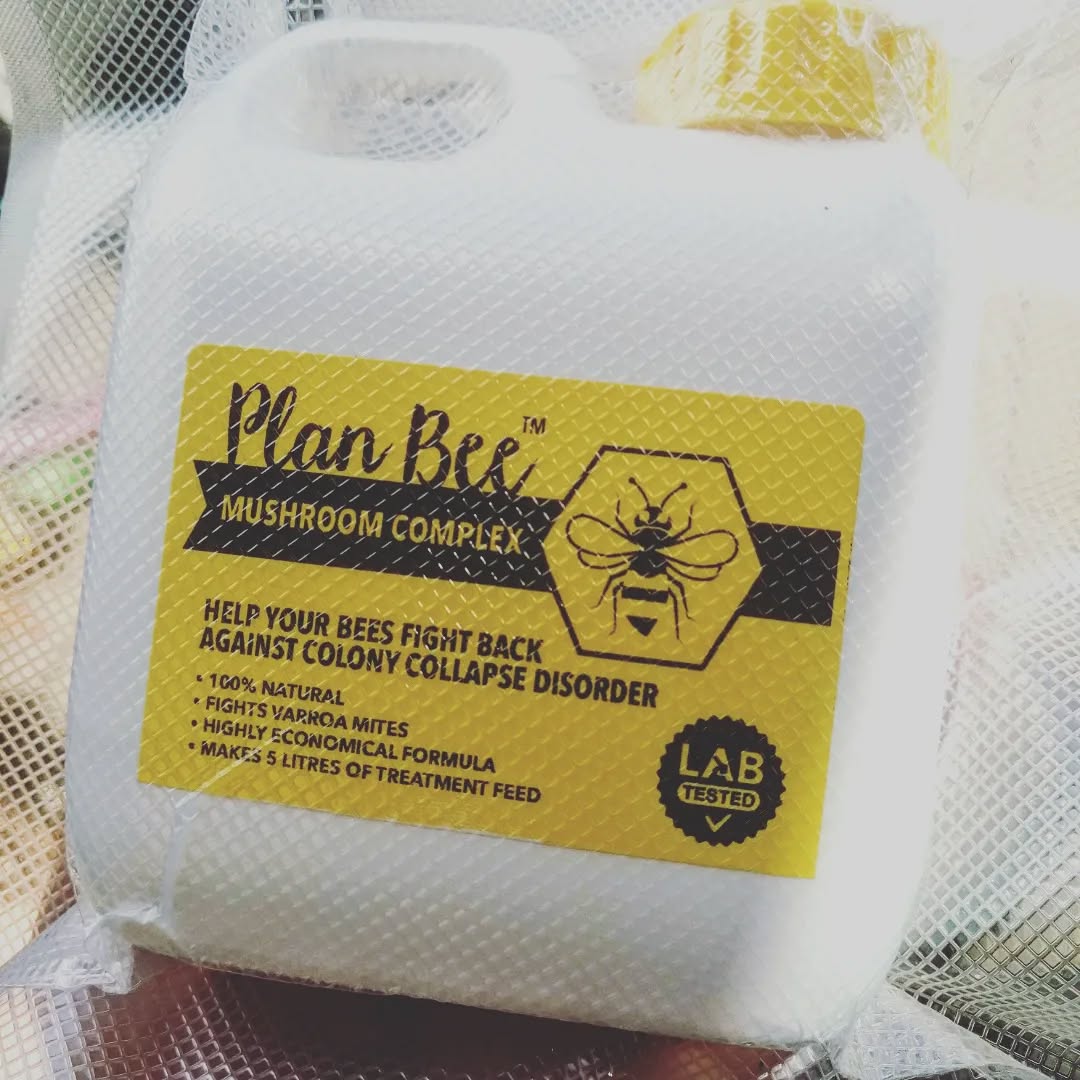 Plan Bee™
MUSHROOM COMPLEX
HELP YOUR BEES FIGHT BACK
AGAINST COLONY COLLAPSE DISORDER
• 100% NATURAL
• FIGHTS VARROA MITES
• HIGHLY ECONOMICAL FORMULA
• MAKES 5 LITRES OF TREATMENT FEED
LAB
TESTED